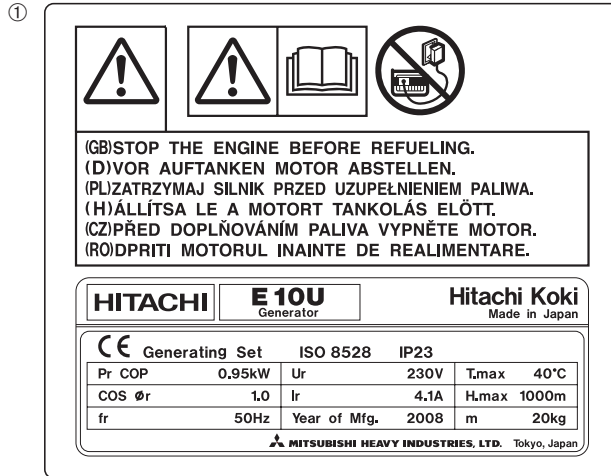 ①
(GB)STOP THE ENGINE BEFORE REFUELING.
(D)VOR AUFTANKEN MOTOR ABSTELLEN.
(PL)ZATRZYMAJ SILNIK PRZED UZUPEŁNIENIEM PALIWA.
(H)ÁLLÍTSA LE A MOTORT TANKOLÁS ELÖTT.
(CZ)PŘED DOPLŇOVÁNÍM PALIVA VYPNĚTE MOTOR.
(RO)DPRITI MOTORUL INAINTE DE REALIMENTARE.
HITACHI E10U Hitachi Koki
Generator Made in Japan
CE Generating Set ISO 8528 IP23
Pr COP 0.95kW Ur 230V T.max 40°C
COS Ør 1.0 Ir 4.1A H.max 1000m
fr 50Hz Year of Mfg. 2008 m 20kg
MITSUBISHI HEAVY INDUSTRIES, LTD. Tokyo, Japan